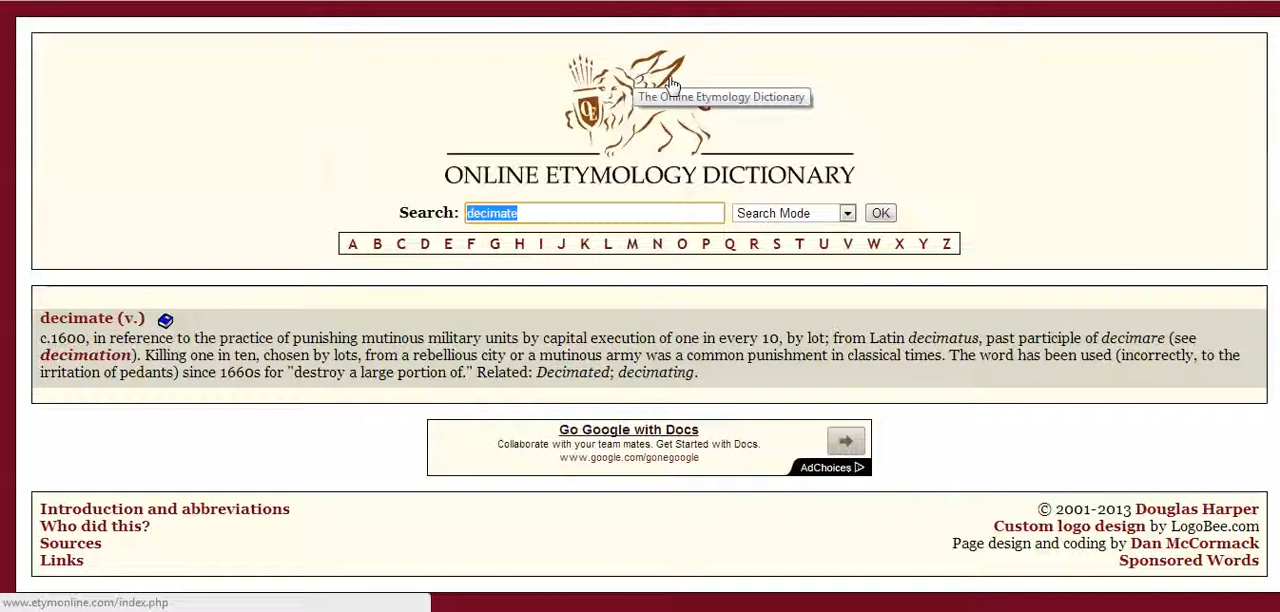 OE
The Online Etymology Dictionary
ONLINE ETYMOLOGY DICTIONARY
Search: decimate Search Mode OK
A B C D E F G H I J K L M N O P Q R S T U V W X Y Z
decimate (v.)
c.1600, in reference to the practice of punishing mutinous military units by capital execution of one in every 10, by lot; from Latin decimatus, past participle of decimare (see
decimation). Killing one in ten, chosen by lots, from a rebellious city or a mutinous army was a common punishment in classical times. The word has been used (incorrectly, to the
irritation of pedants) since 1660s for "destroy a large portion of." Related: Decimated; decimating.
Go Google with Docs
Collaborate with your team mates. Get Started with Docs.
www.google.com/gonegoogle
AdChoices
Introduction and abbreviations
Who did this?
Sources
Links
© 2001-2013 Douglas Harper
Custom logo design by LogoBee.com
Page design and coding by Dan McCormack
Sponsored Words
www.etymonline.com/index.php